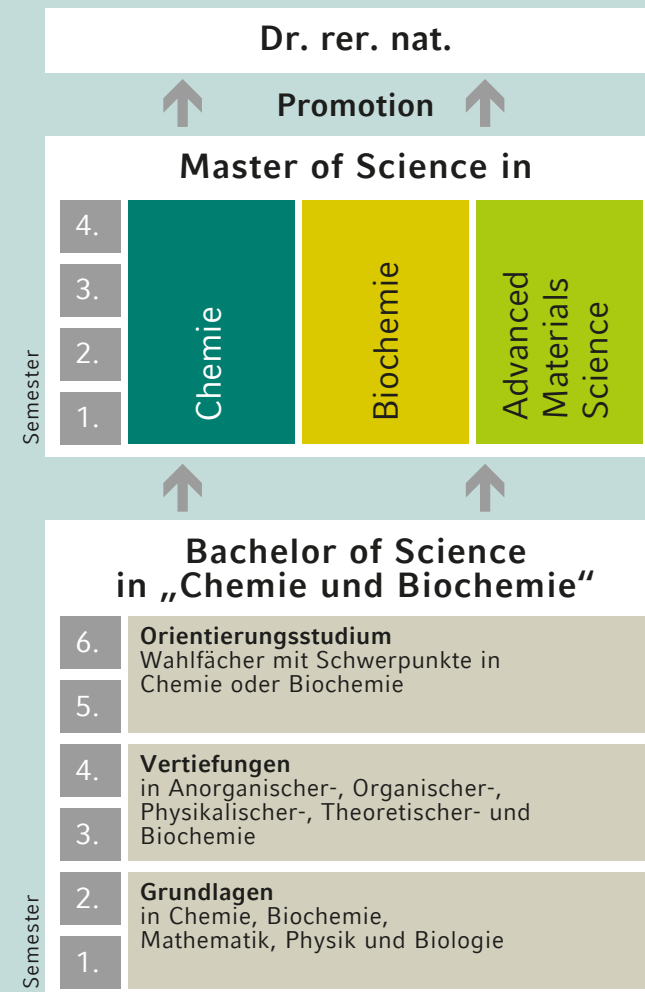 Dr. rer. nat.
Promotion
Master of Science in
4.
3.
2.
1.
Semester
Chemie
Biochemie
Advanced
Materials
Science
Bachelor of Science
in „Chemie und Biochemie“
6.
5.
Orientierungsstudium
Wahlfächer mit Schwerpunkte in
Chemie oder Biochemie
4.
3.
Vertiefungen
in Anorganischer-, Organischer-,
Physikalischer-, Theoretischer- und
Biochemie
2.
1.
Grundlagen
in Chemie, Biochemie,
Mathematik, Physik und Biologie
Semester